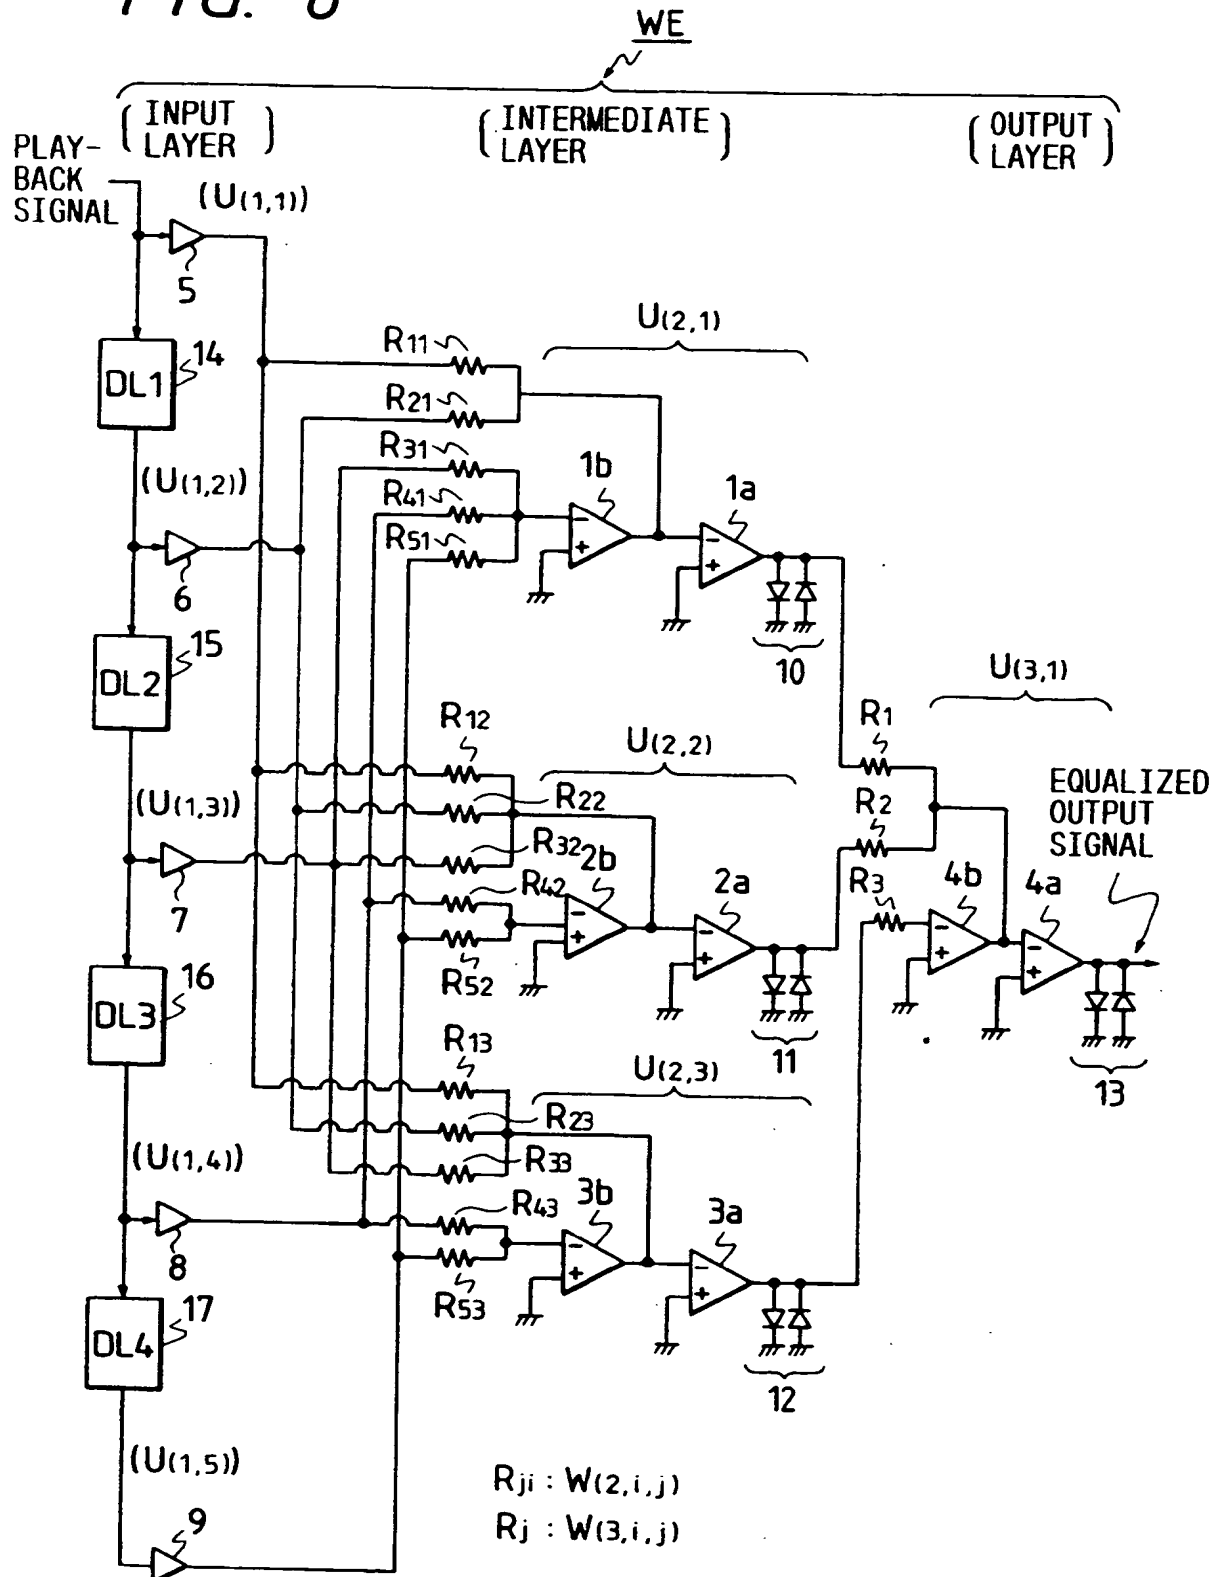 FIG. 6
WE
INPUT LAYER
INTERMEDIATE LAYER
OUTPUT LAYER
PLAY-
BACK
SIGNAL
(U(1,1))
5
DL1
14
(U(1,2))
6
DL2
15
(U(1,3))
7
DL3
16
(U(1,4))
8
DL4
17
(U(1,5))
9
R11
R21
R31
R41
R51
U(2,1)
1b
1a
- +
- +
10
R12
R22
R32
R42
R52
U(2,2)
2b
2a
- +
- +
11
R13
R23
R33
R43
R53
U(2,3)
3b
3a
- +
- +
12
R1
R2
R3
U(3,1)
4b
4a
- +
- +
13
EQUALIZED
OUTPUT
SIGNAL
Rji : W(2,i,j)
Rj : W(3,i,j)